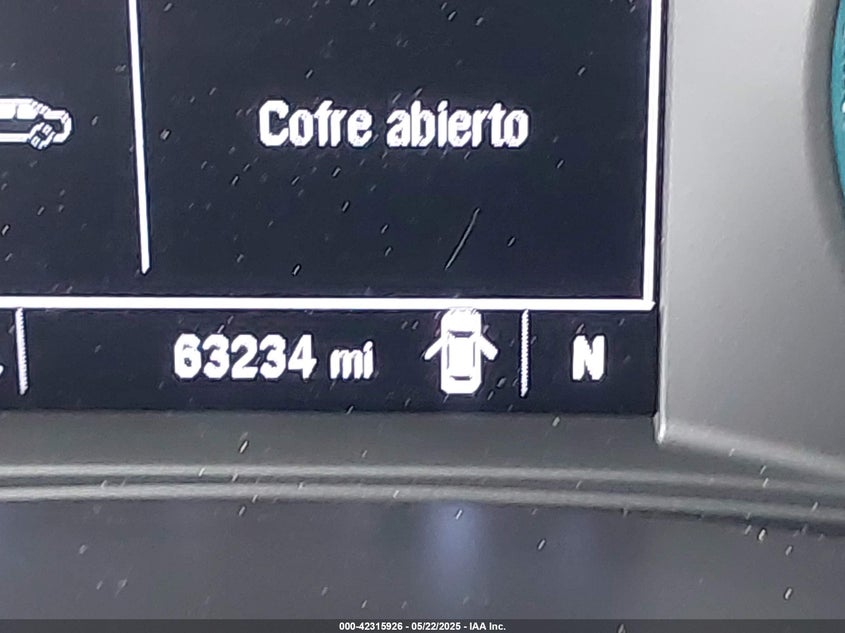 Cofre abierto
63234 mi
N
000-42315926 - 05/22/2025 - IAA Inc.